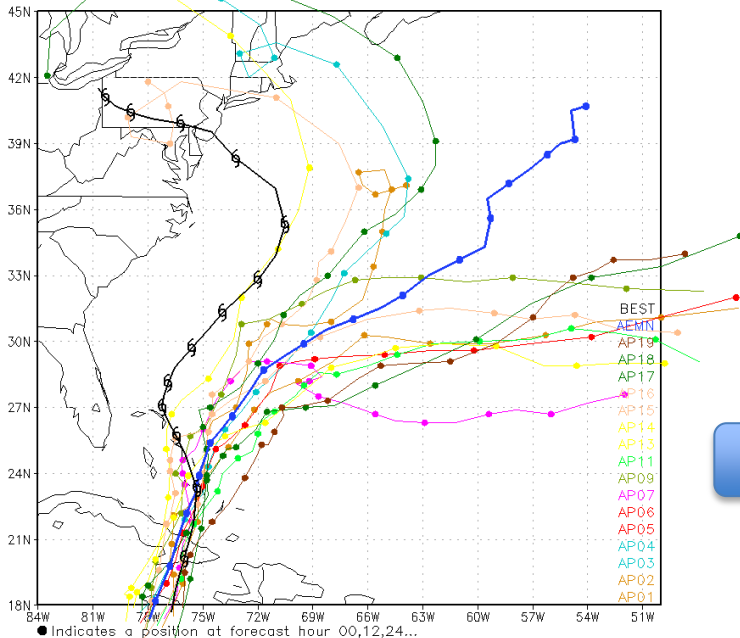 45N
42N
39N
36N
33N
30N
27N
24N
21N
18N
84W 81W 78W 75W 72W 69W 66W 63W 60W 57W 54W 51W
BEST
AEMN
AP19
AP18
AP17
AP16
AP15
AP14
AP13
AP11
AP09
AP07
AP06
AP05
AP04
AP03
AP02
AP01
Indicates a position at forecast hour 00,12,24...